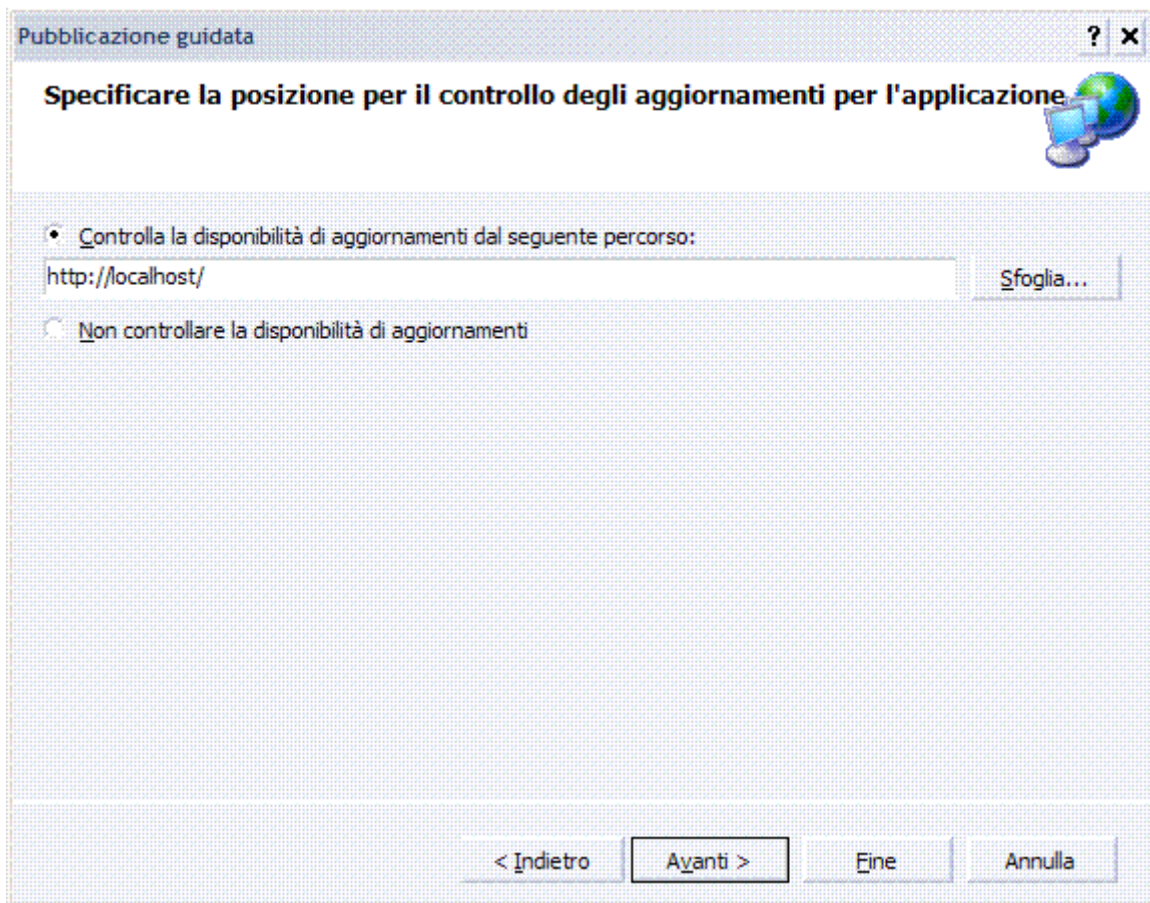 Pubblicazione guidata
? ×
Specificare la posizione per il controllo degli aggiornamenti per l'applicazione
Controlla la disponibilità di aggiornamenti dal seguente percorso:
http://localhost/ Sfoglia...
Non controllare la disponibilità di aggiornamenti
< Indietro Avanti > Fine Annulla